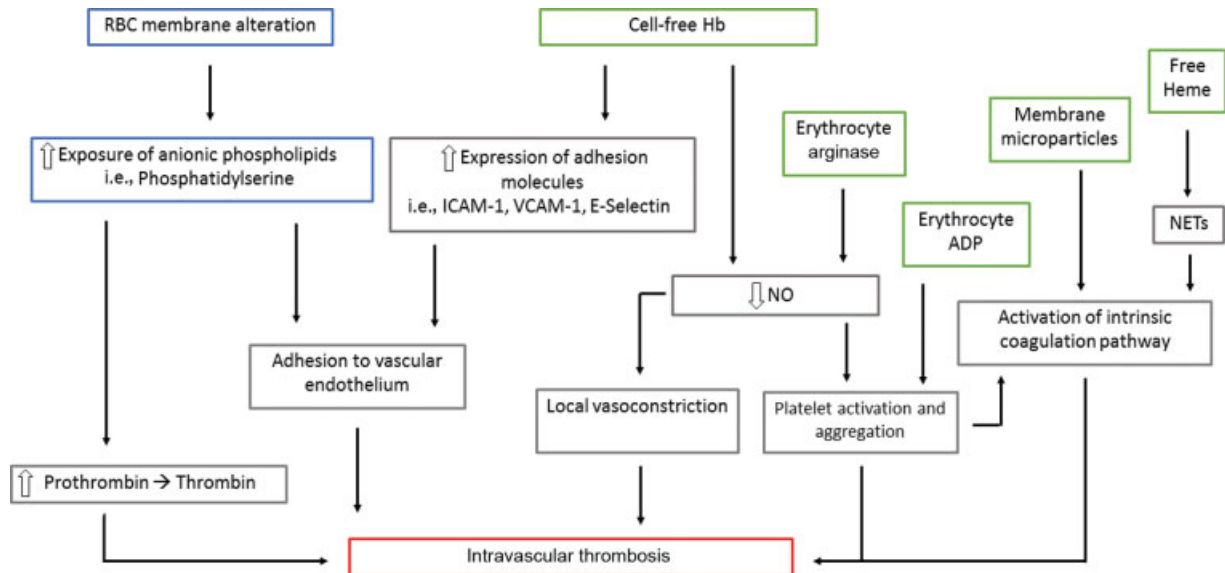 RBC membrane alteration
Cell-free Hb
Free
Heme
Membrane
microparticles
Erythrocyte
arginase
⇧ Exposure of anionic phospholipids
i.e., Phosphatidylserine
⇧ Expression of adhesion
molecules
i.e., ICAM-1, VCAM-1, E-Selectin
Erythrocyte
ADP
NETs
⇩ NO
Activation of intrinsic
coagulation pathway
Adhesion to vascular
endothelium
Local vasoconstriction
Platelet activation and
aggregation
⇧ Prothrombin → Thrombin
Intravascular thrombosis